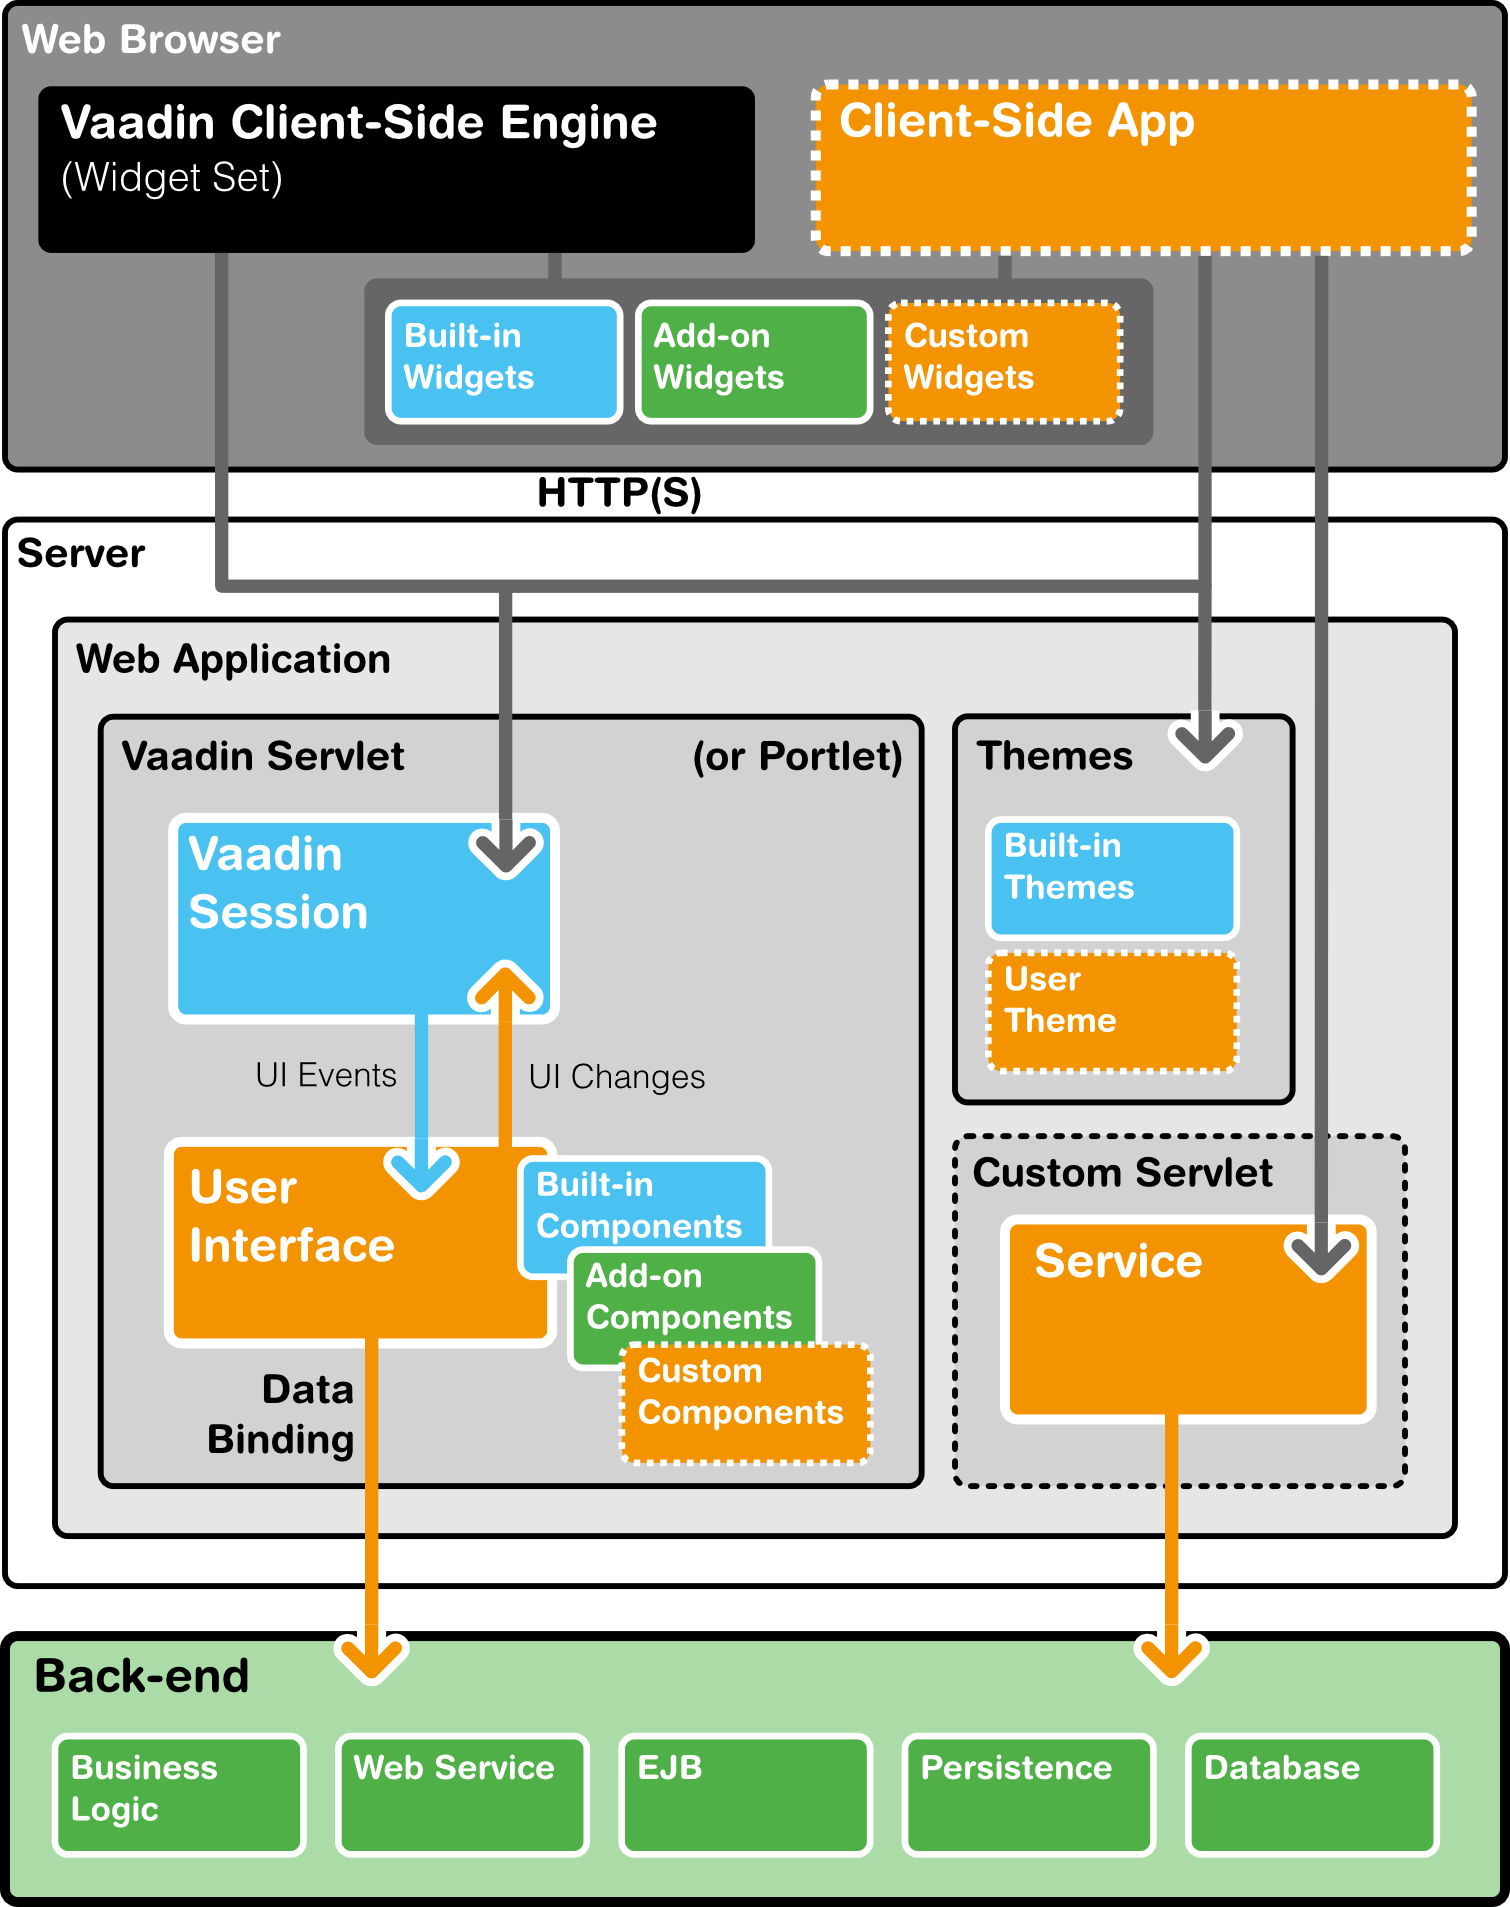 Web Browser
Vaadin Client-Side Engine
(Widget Set)
Client-Side App
Built-in
Widgets
Add-on
Widgets
Custom
Widgets
HTTP(S)
Server
Web Application
Vaadin Servlet
(or Portlet)
Vaadin
Session
UI Events
UI Changes
User
Interface
Built-in
Components
Add-on
Components
Custom
Components
Data
Binding
Themes
Built-in
Themes
User
Theme
Custom Servlet
Service
Back-end
Business
Logic
Web Service
EJB
Persistence
Database